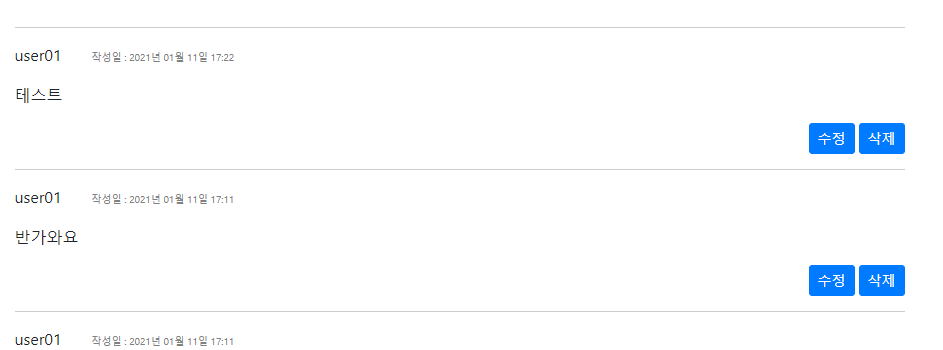 user01 작성일 : 2021년 01월 11일 17:22
테스트
수정 삭제
user01 작성일 : 2021년 01월 11일 17:11
반가와요
수정 삭제
user01 작성일 : 2021년 01월 11일 17:11